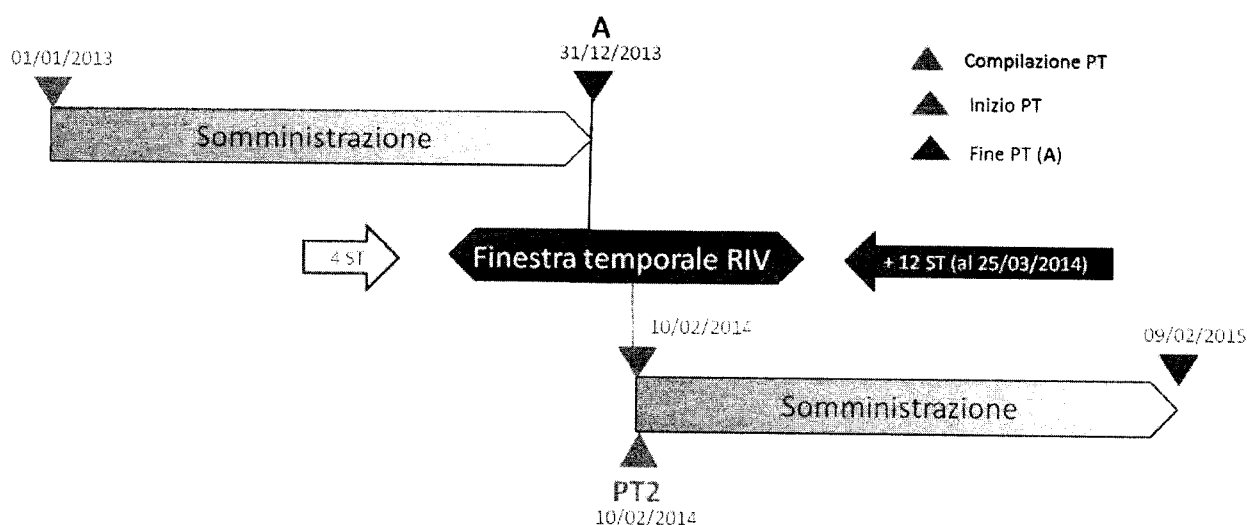 A
01/01/2013
31/12/2013
Compilazione PT
Inizio PT
Fine PT (A)
Somministrazione
4 ST
Finestra temporale RIV
+ 12 ST (al 25/03/2014)
10/02/2014
09/02/2015
Somministrazione
PT2
10/02/2014